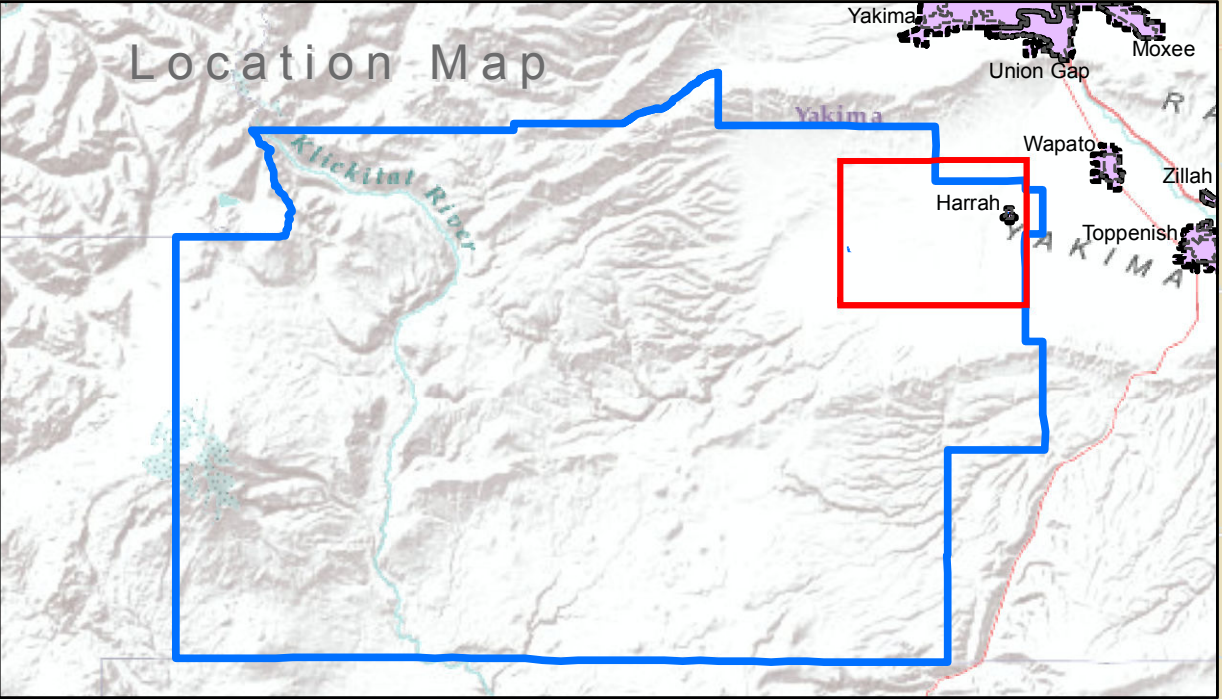 Location Map
Yakima
Moxee
Union Gap
R A
Yakima
Klickitat River
Wapato
Zillah
Harrah
Toppenish
YAKIMA